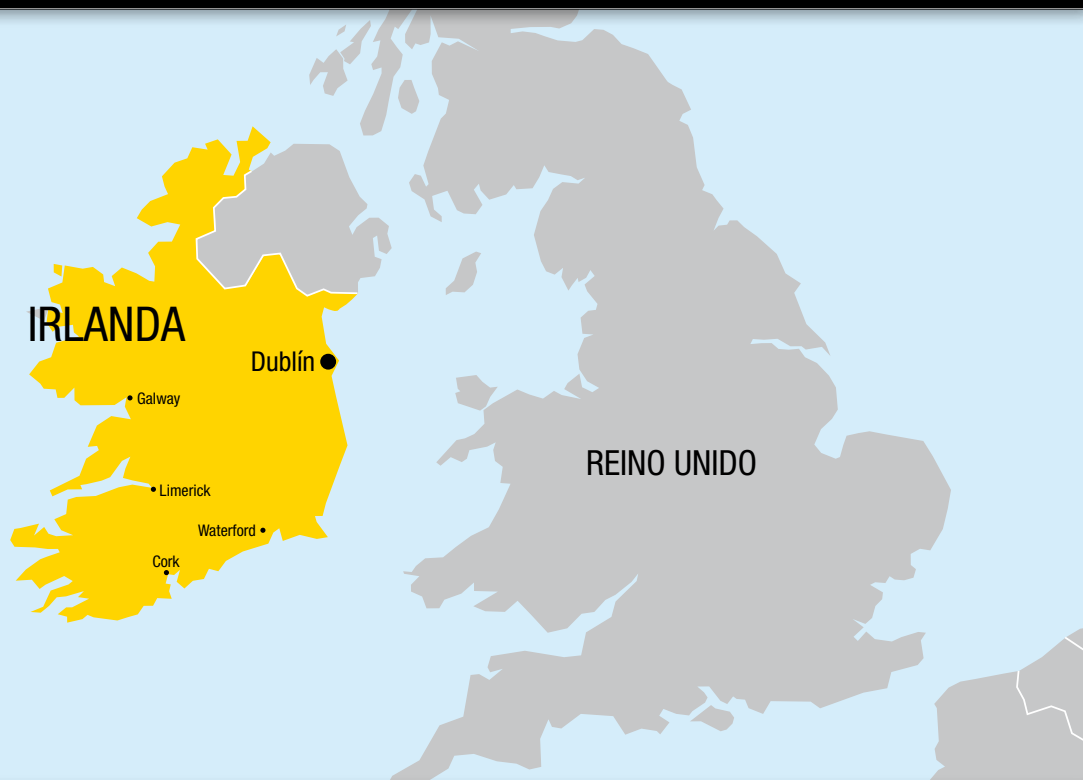 IRLANDA
Dublín
Galway
REINO UNIDO
Limerick
Waterford
Cork